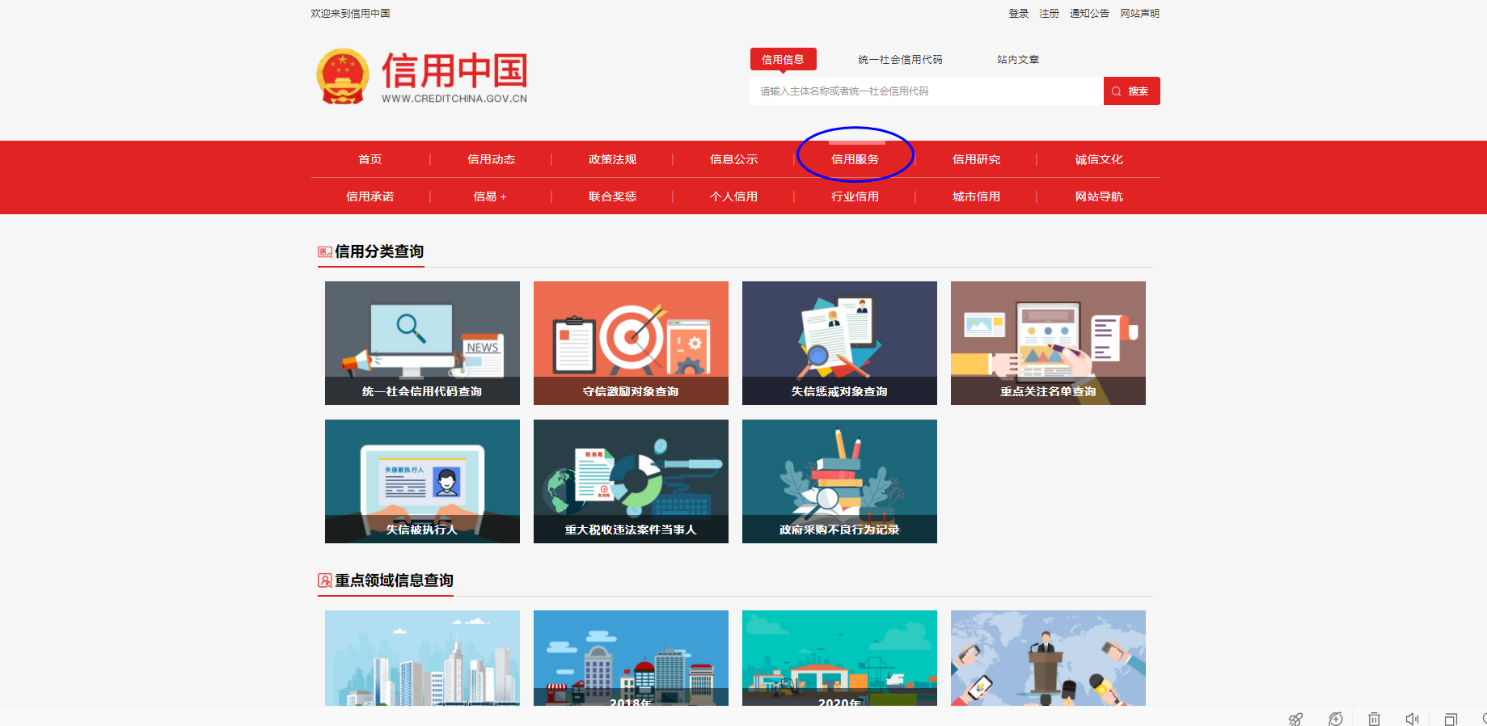 欢迎来到信用中国
登录 注册 通知公告 网站声明
信用中国
WWW.CREDITCHINA.GOV.CN
信用信息 统一社会信用代码 站内文章
请输入主体名称或者统一社会信用代码 搜索
首页 信用动态 政策法规 信息公示 信用服务 信用研究 诚信文化
信用承诺 信易+ 联合奖惩 个人信用 行业信用 城市信用 网站导航
信用分类查询
NEWS
统一社会信用代码查询 守信激励对象查询 失信惩戒对象查询 重点关注名单查询
失信被执行人
失信被执行人 重大税收违法案件当事人 政府采购不良行为记录
重点领域信息查询
2018年 2020年